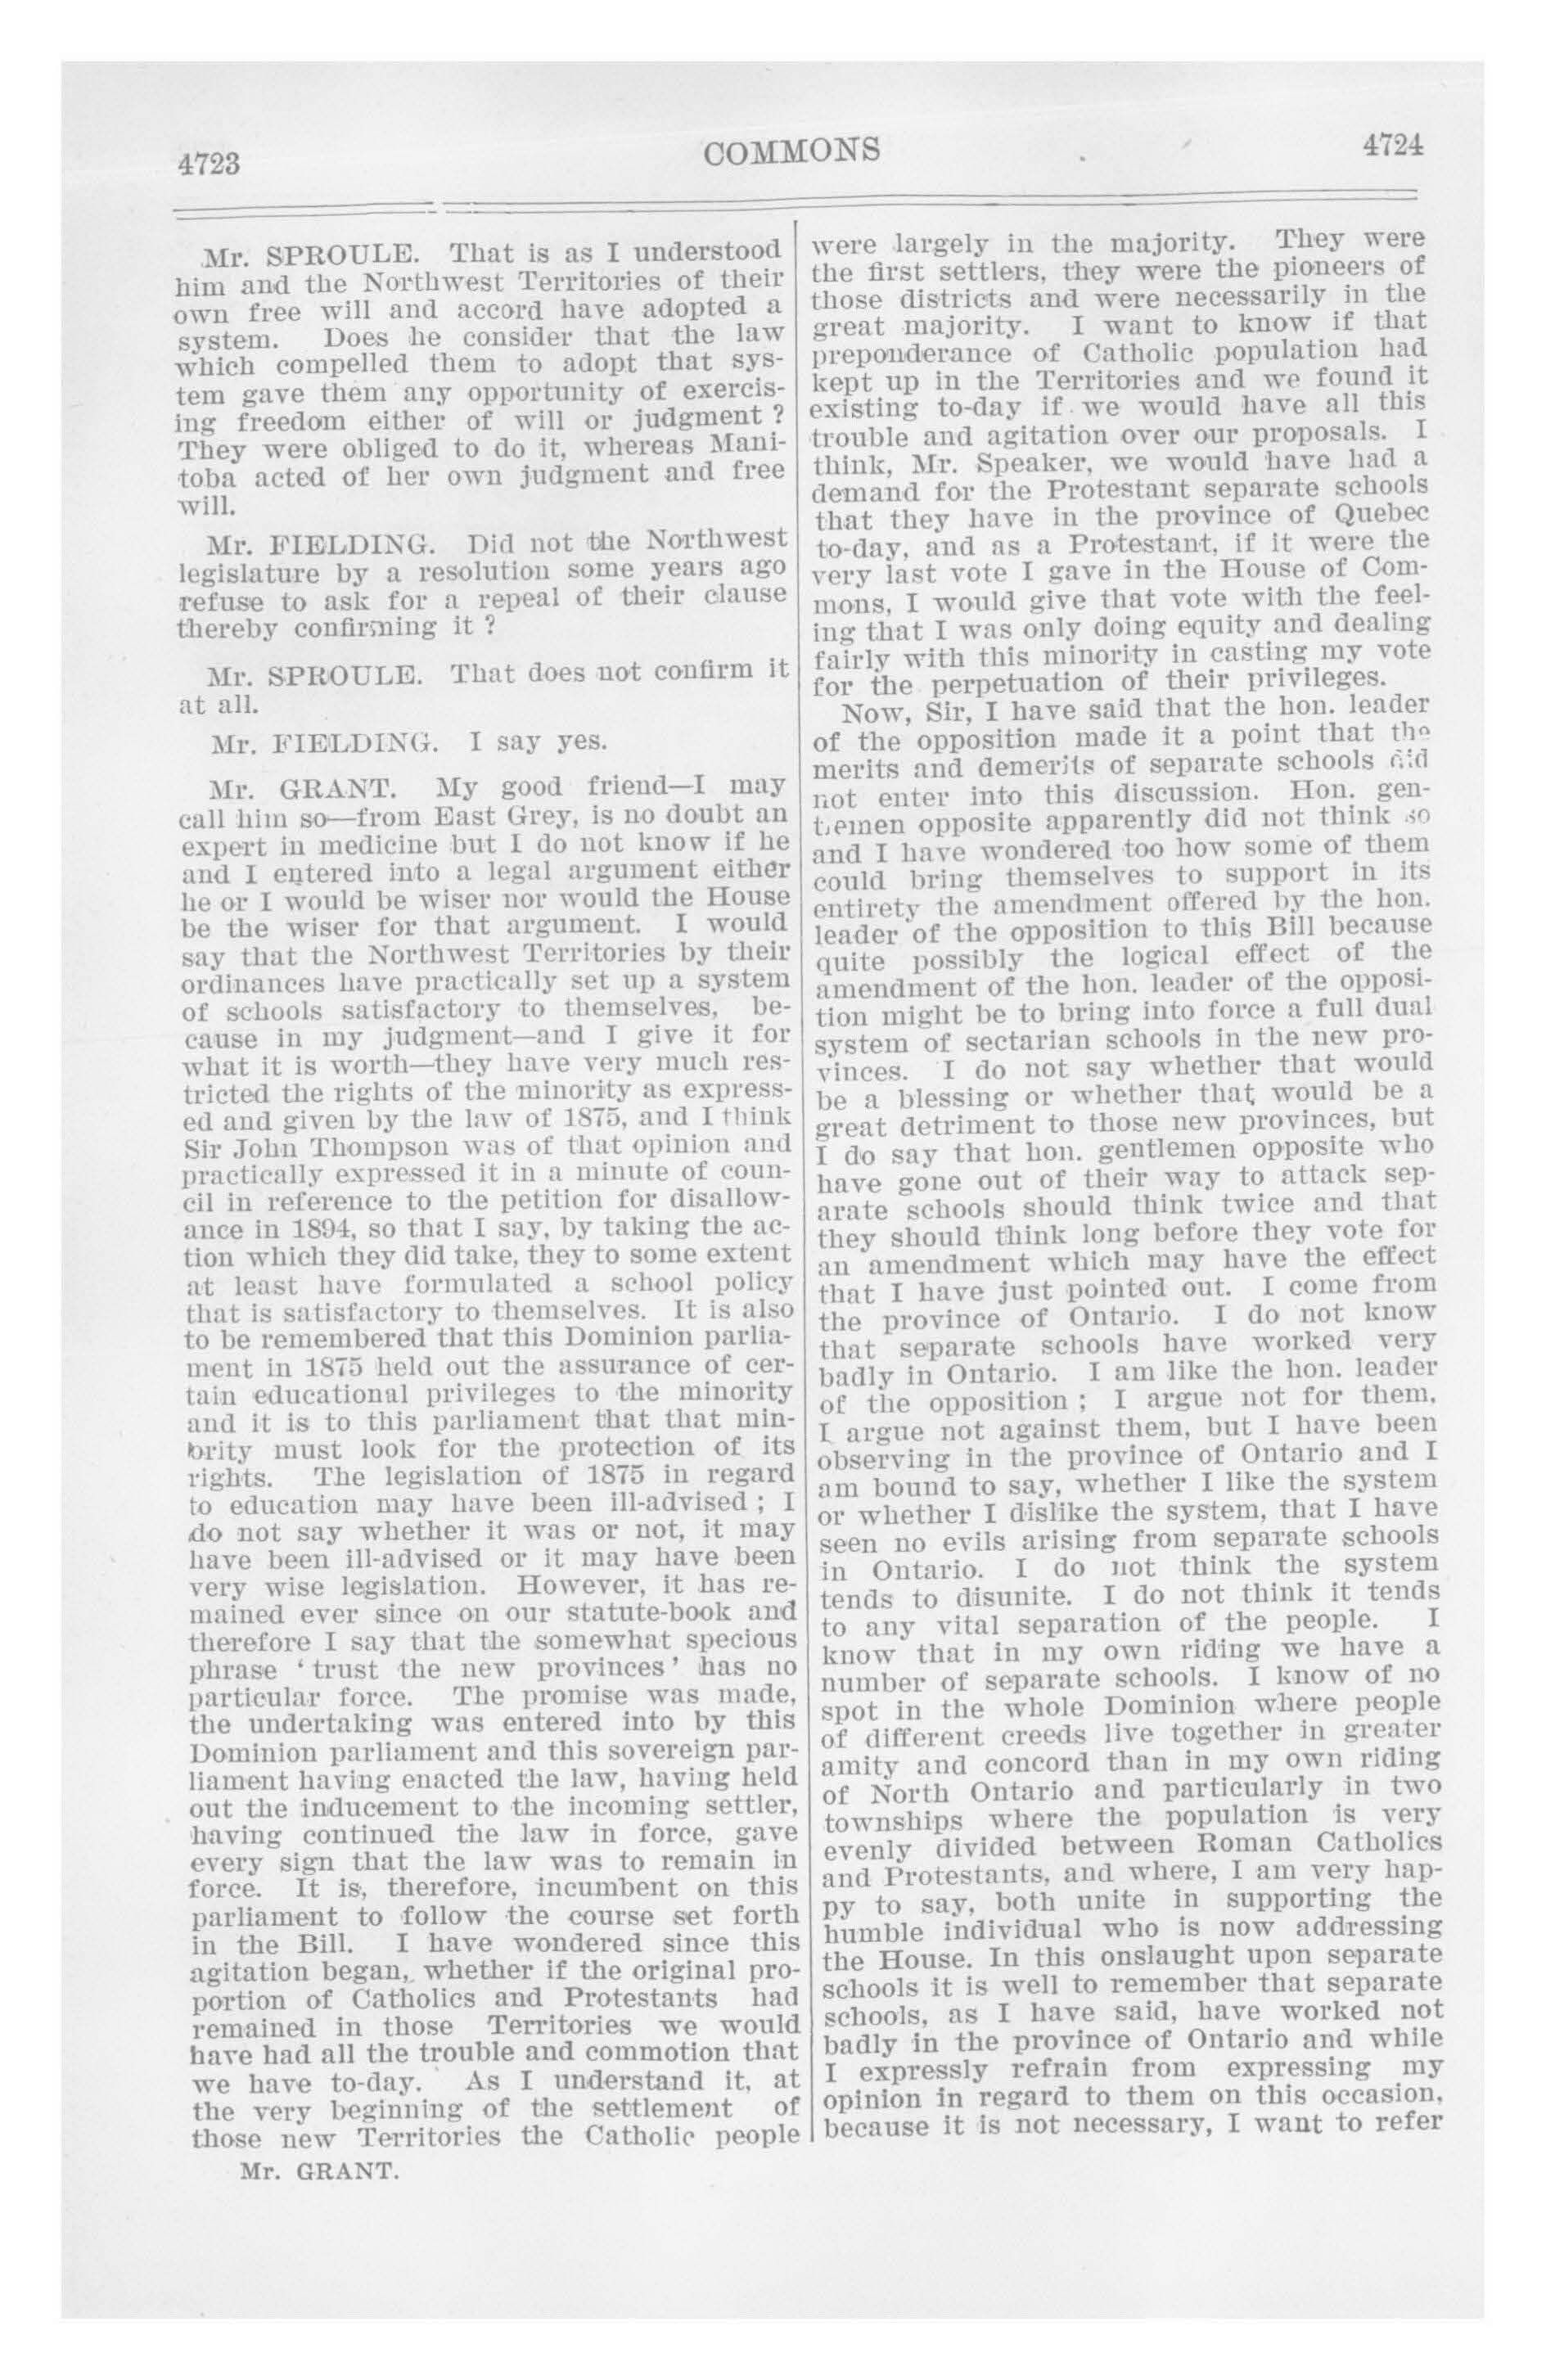 4723
COMMONS
4724
Mr. SPROULE. That is as I understood
him and the Northwest Territories of their
own free will and accord have adopted a
system. Does he consider that the law
which compelled them to adopt that sys-
tem gave them any opportunity of exercis-
ing freedom either of will or judgment ?
They were obliged to do it, whereas Mani-
toba acted of her own judgment and free
will.
Mr. FIELDING. Did not the Northwest
legislature by a resolution some years ago
refuse to ask for a repeal of their clause
thereby confirming it ?
Mr. SPROULE. That does not confirm it
at all.
Mr. FIELDING. I say yes.
Mr. GRANT. My good friend—I may
call him so—from East Grey, is no doubt an
expert in medicine but I do not know if he
and I entered into a legal argument either
he or I would be wiser nor would the House
be the wiser for that argument. I would
say that the Northwest Territories by their
ordinances have practically set up a system
of schools satisfactory to themselves, be-
cause in my judgment—and I give it for
what it is worth—they have very much res-
tricted the rights of the minority as express-
ed and given by the law of 1875, and I think
Sir John Thompson was of that opinion and
practically expressed it in a minute of coun-
cil in reference to the petition for disallow-
ance in 1894, so that I say, by taking the ac-
tion which they did take, they to some extent
at least have formulated a school policy
that is satisfactory to themselves. It is also
to be remembered that this Dominion parlia-
ment in 1875 held out the assurance of cer-
tain educational privileges to the minority
and it is to this parliament that that min-
ority must look for the protection of its
rights. The legislation of 1875 in regard
to education may have been ill-advised ; I
do not say whether it was or not, it may
have been ill-advised or it may have been
very wise legislation. However, it has re-
mained ever since on our statute-book and
therefore I say that the somewhat specious
phrase ' trust the new provinces ' has no
particular force. The promise was made,
the undertaking was entered into by this
Dominion parliament and this sovereign par-
liament having enacted the law, having held
out the inducement to the incoming settler,
having continued the law in force, gave
every sign that the law was to remain in
force. It is, therefore, incumbent on this
parliament to follow the course set forth
in the Bill. I have wondered since this
agitation began, whether if the original pro-
portion of Catholics and Protestants had
remained in those Territories we would
have had all the trouble and commotion that
we have to-day. As I understand it, at
the very beginning of the settlement of
those new Territories the Catholic people
Mr. GRANT.
were largely in the majority. They were
the first settlers, they were the pioneers of
those districts and were necessarily in the
great majority. I want to know if that
preponderance of Catholic population had
kept up in the Territories and we found it
existing to-day if we would have all this
trouble and agitation over our proposals. I
think, Mr. Speaker, we would have had a
demand for the Protestant separate schools
that they have in the province of Quebec
to-day, and as a Protestant, if it were the
very last vote I gave in the House of Com-
mons, I would give that vote with the feel-
ing that I was only doing equity and dealing
fairly with this minority in casting my vote
for the perpetuation of their privileges.
Now, Sir, I have said that the hon. leader
of the opposition made it a point that the
merits and demerits of separate schools did
not enter into this discussion. Hon. gen-
tlemen opposite apparently did not think so
and I have wondered too how some of them
could bring themselves to support in its
entirety the amendment offered by the hon.
leader of the opposition to this Bill because
quite possibly the logical effect of the
amendment of the hon. leader of the opposi-
tion might be to bring into force a full dual
system of sectarian schools in the new pro-
vinces. I do not say whether that would
be a blessing or whether that would be a
great detriment to those new provinces, but
I do say that hon. gentlemen opposite who
have gone out of their way to attack sep-
arate schools should think twice and that
they should think long before they vote for
an amendment which may have the effect
that I have just pointed out. I come from
the province of Ontario. I do not know
that separate schools have worked very
badly in Ontario. I am like the hon. leader
of the opposition ; I argue not for them,
I argue not against them, but I have been
observing in the province of Ontario and I
am bound to say, whether I like the system
or whether I dislike the system, that I have
seen no evils arising from separate schools
in Ontario. I do not think the system
tends to disunite. I do not think it tends
to any vital separation of the people. I
know that in my own riding we have a
number of separate schools. I know of no
spot in the whole Dominion where people
of different creeds live together in greater
amity and concord than in my own riding
of North Ontario and particularly in two
townships where the population is very
evenly divided between Roman Catholics
and Protestants, and where, I am very hap-
py to say, both unite in supporting the
humble individual who is now addressing
the House. In this onslaught upon separate
schools it is well to remember that separate
schools, as I have said, have worked not
badly in the province of Ontario and while
I expressly refrain from expressing my
opinion in regard to them on this occasion,
because it is not necessary, I want to refer